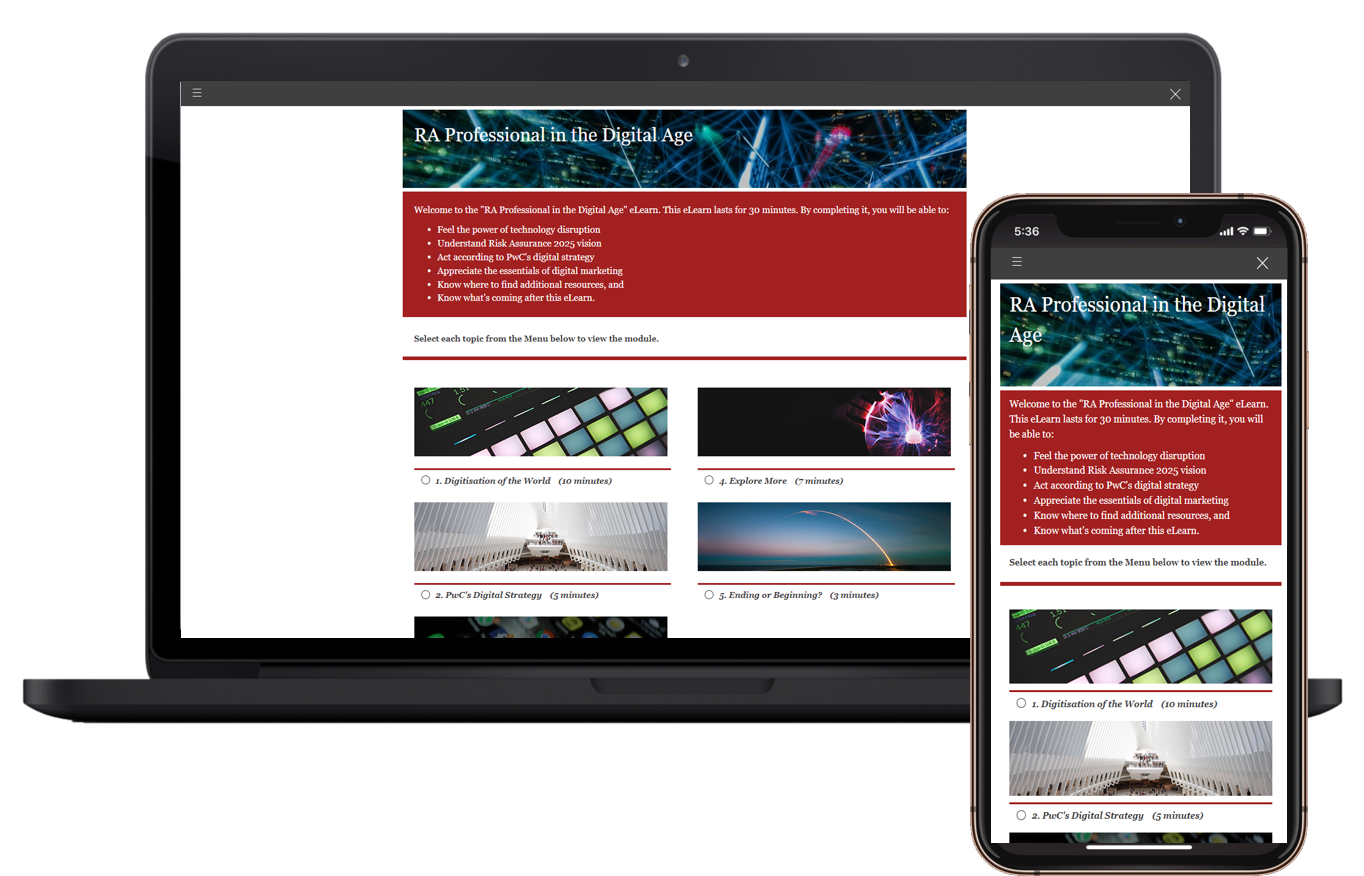 RA Professional in the Digital Age
Welcome to the "RA Professional in the Digital Age" eLearn. This eLearn lasts for 30 minutes. By completing it, you will be able to:
• Feel the power of technology disruption
• Understand Risk Assurance 2025 vision
• Act according to PwC's digital strategy
• Appreciate the essentials of digital marketing
• Know where to find additional resources, and
• Know what's coming after this eLearn.
Select each topic from the Menu below to view the module.
447
1. Digitisation of the World (10 minutes)
4. Explore More (7 minutes)
2. PwC's Digital Strategy (5 minutes)
5. Ending or Beginning? (3 minutes)
5:36
RA Professional in the Digital
Age
Welcome to the "RA Professional in the Digital Age" eLearn.
This eLearn lasts for 30 minutes. By completing it, you will
be able to:
• Feel the power of technology disruption
• Understand Risk Assurance 2025 vision
• Act according to PwC's digital strategy
• Appreciate the essentials of digital marketing
• Know where to find additional resources, and
• Know what's coming after this eLearn.
Select each topic from the Menu below to view the module.
447
1. Digitisation of the World (10 minutes)
2. PwC's Digital Strategy (5 minutes)